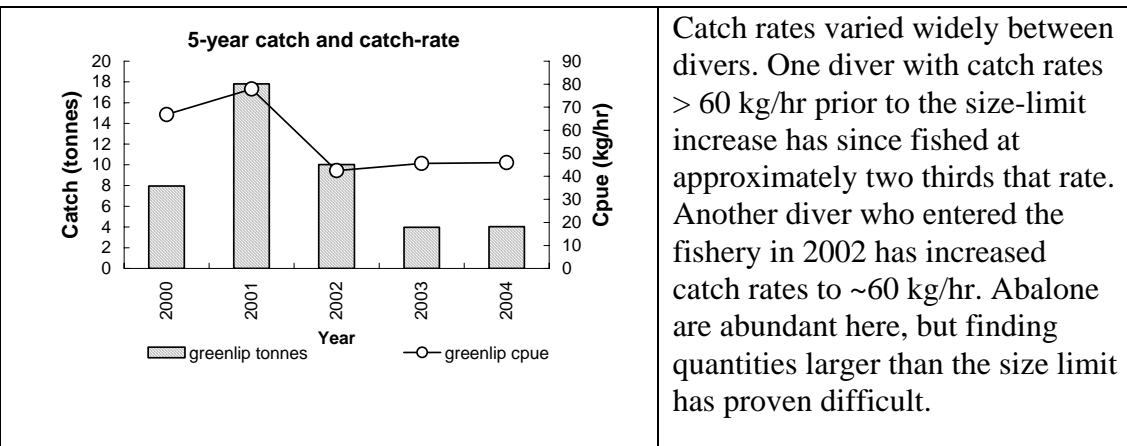 5-year catch and catch-rate
20
18
16
14
12
10
8
6
4
2
0
Catch (tonnes)
90
80
70
60
50
40
30
20
10
0
Cpue (kg/hr)
2000
2001
2002
2003
2004
Year
greenlip tonnes
greenlip cpue
Catch rates varied widely between
divers. One diver with catch rates
> 60 kg/hr prior to the size-limit
increase has since fished at
approximately two thirds that rate.
Another diver who entered the
fishery in 2002 has increased
catch rates to ~60 kg/hr. Abalone
are abundant here, but finding
quantities larger than the size limit
has proven difficult.